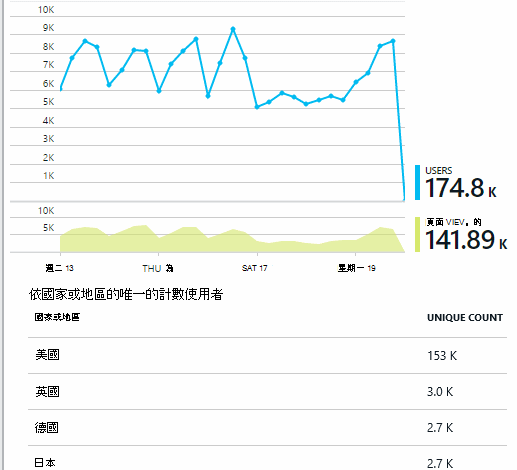 10K
9K
8K
7K
6K
5K
4K
3K
2K
1K
USERS
174.8 K
10K
5K
頁面 VIEV。的
141.89 K
週二 13
THU 為
SAT 17
星期一 19
依國家或地區的唯一的計數使用者
國家或地區 UNIQUE COUNT
美國 153 K
英國 3.0 K
德國 2.7 K
日本 2.7 K